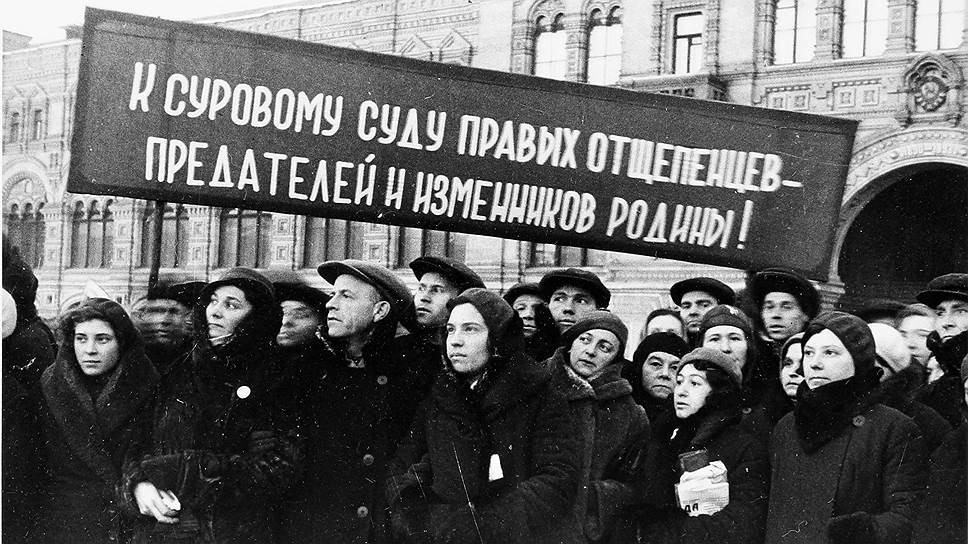 К СУРОВОМУ СУДУ ПРАВЫХ ОТЩЕПЕНЦЕВ–
ПРЕДАТЕЛЕЙ И ИЗМЕННИКОВ РОДИНЫ!